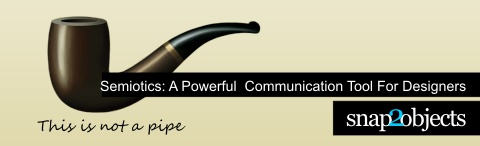 Semiotics: A Powerful Communication Tool For Designers
This is not a pipe
snap2objects